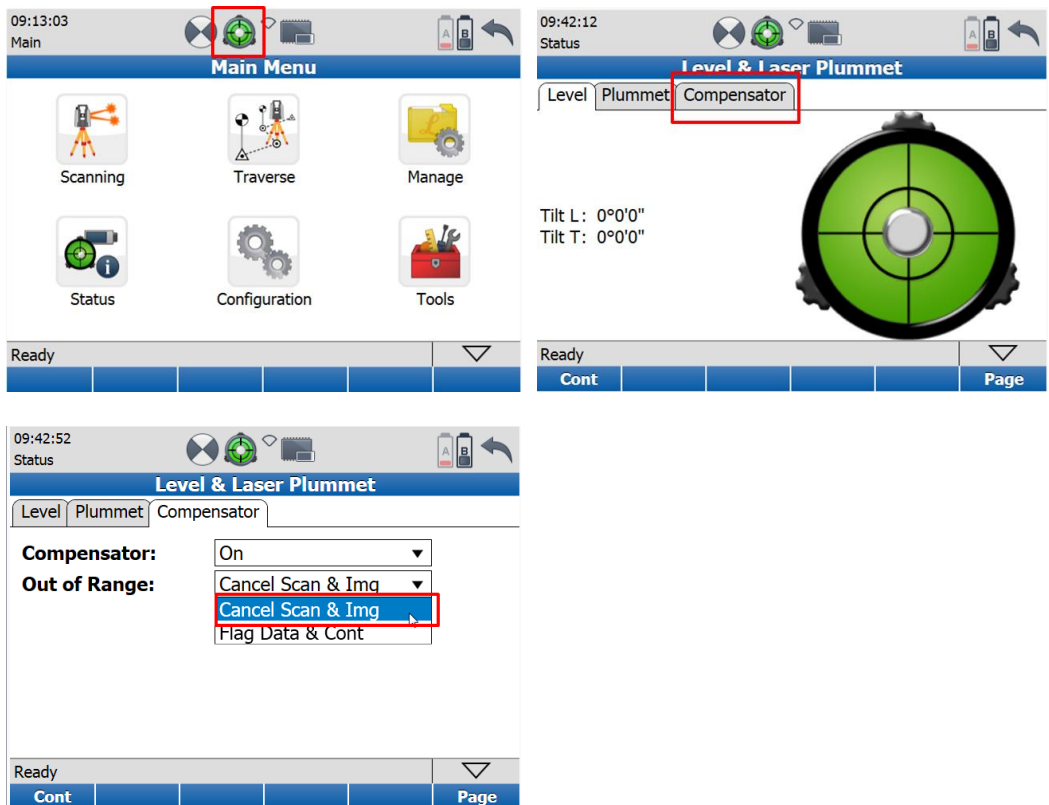 09:13:03
Main
A B
Main Menu
Scanning Traverse Manage
Status Configuration Tools
Ready
09:42:12
Status
A B
Level & Laser Plummet
Level Plummet Compensator
Tilt L: 0°0'0"
Tilt T: 0°0'0"
Ready
Cont Page
09:42:52
Status
A B
Level & Laser Plummet
Level Plummet Compensator
Compensator: On
Out of Range: Cancel Scan & Img
Cancel Scan & Img
Flag Data & Cont
Ready
Cont Page